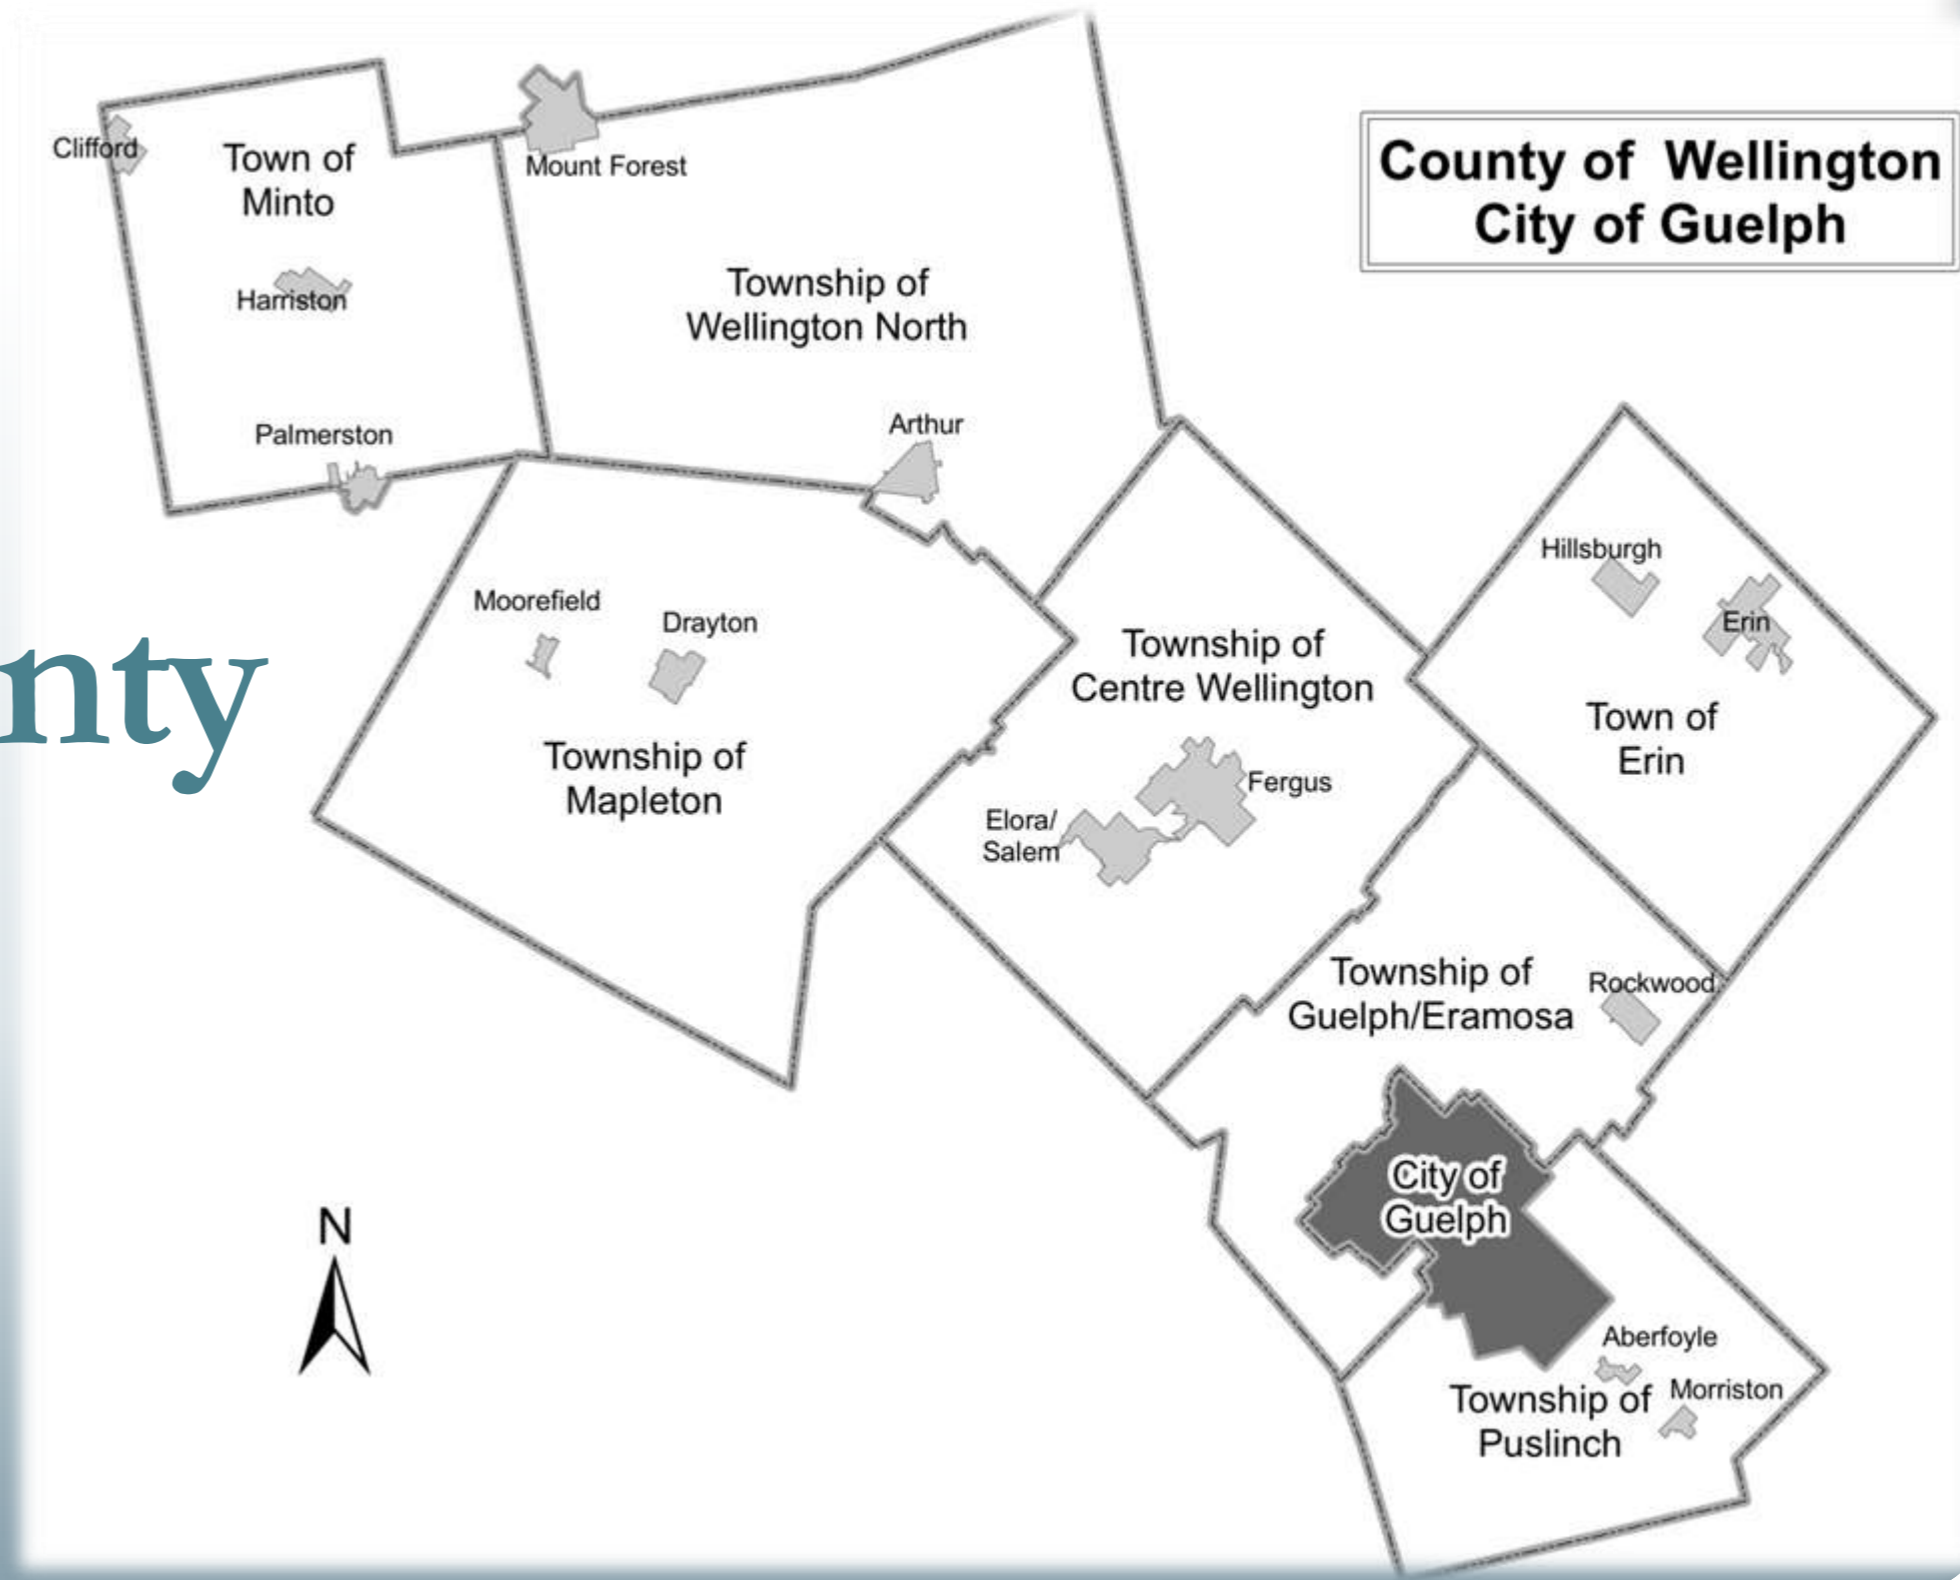 County of Wellington
City of Guelph
Clifford
Town of
Minto
Mount Forest
Harriston
Township of
Wellington North
Palmerston
Arthur
Hillsburgh
Erin
Moorefield
Drayton
Township of
Centre Wellington
nty
Town of
Erin
Township of
Mapleton
Fergus
Elora/
Salem
Township of
Guelph/Eramosa
Rockwood
City of
Guelph
N
Aberfoyle
Morriston
Township of
Puslinch